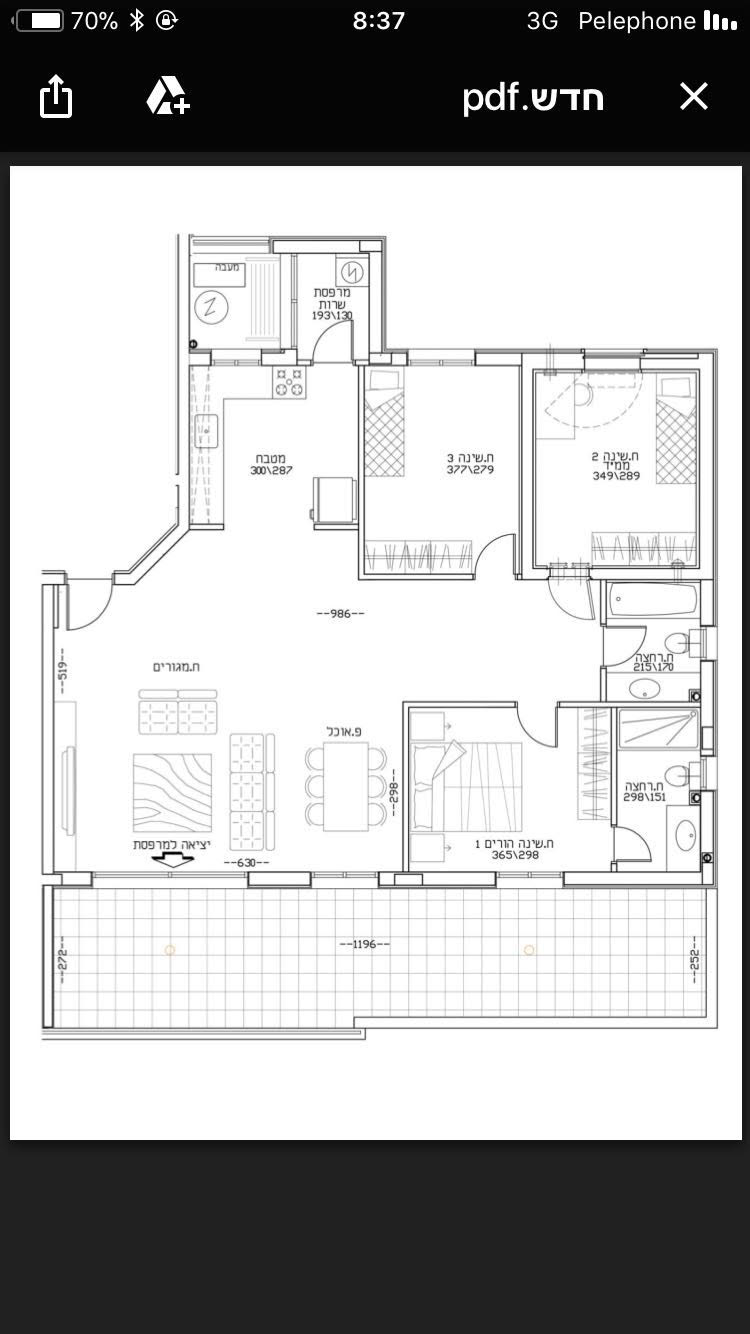 70%
8:37
3G Pelephone
חדש.pdf
מעבה
מרפסת
שרות
193\130
מטבח
300\287
ח.שינה 3
377\279
ח.שינה 2
ממ״ד
349\289
--986--
--519--
ח.מגורים
ח.רחצה
215\170
פ.אוכל
--298--
ח.רחצה
298\151
יציאה למרפסת
ח.שינה הורים 1
365\298
--630--
--1196--
--272--
--252--